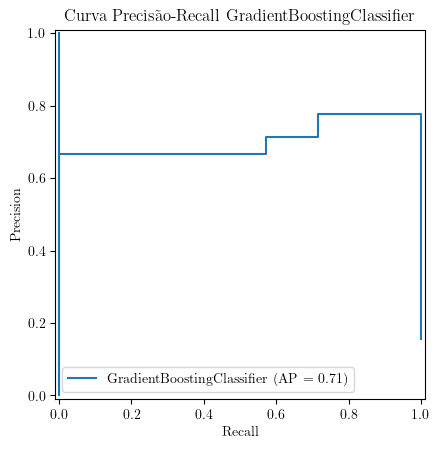 Curva Precisão-Recall GradientBoostingClassifier
1.0
0.8
0.6
0.4
0.2
0.0
Precision
GradientBoostingClassifier (AP = 0.71)
0.0 0.2 0.4 0.6 0.8 1.0
Recall